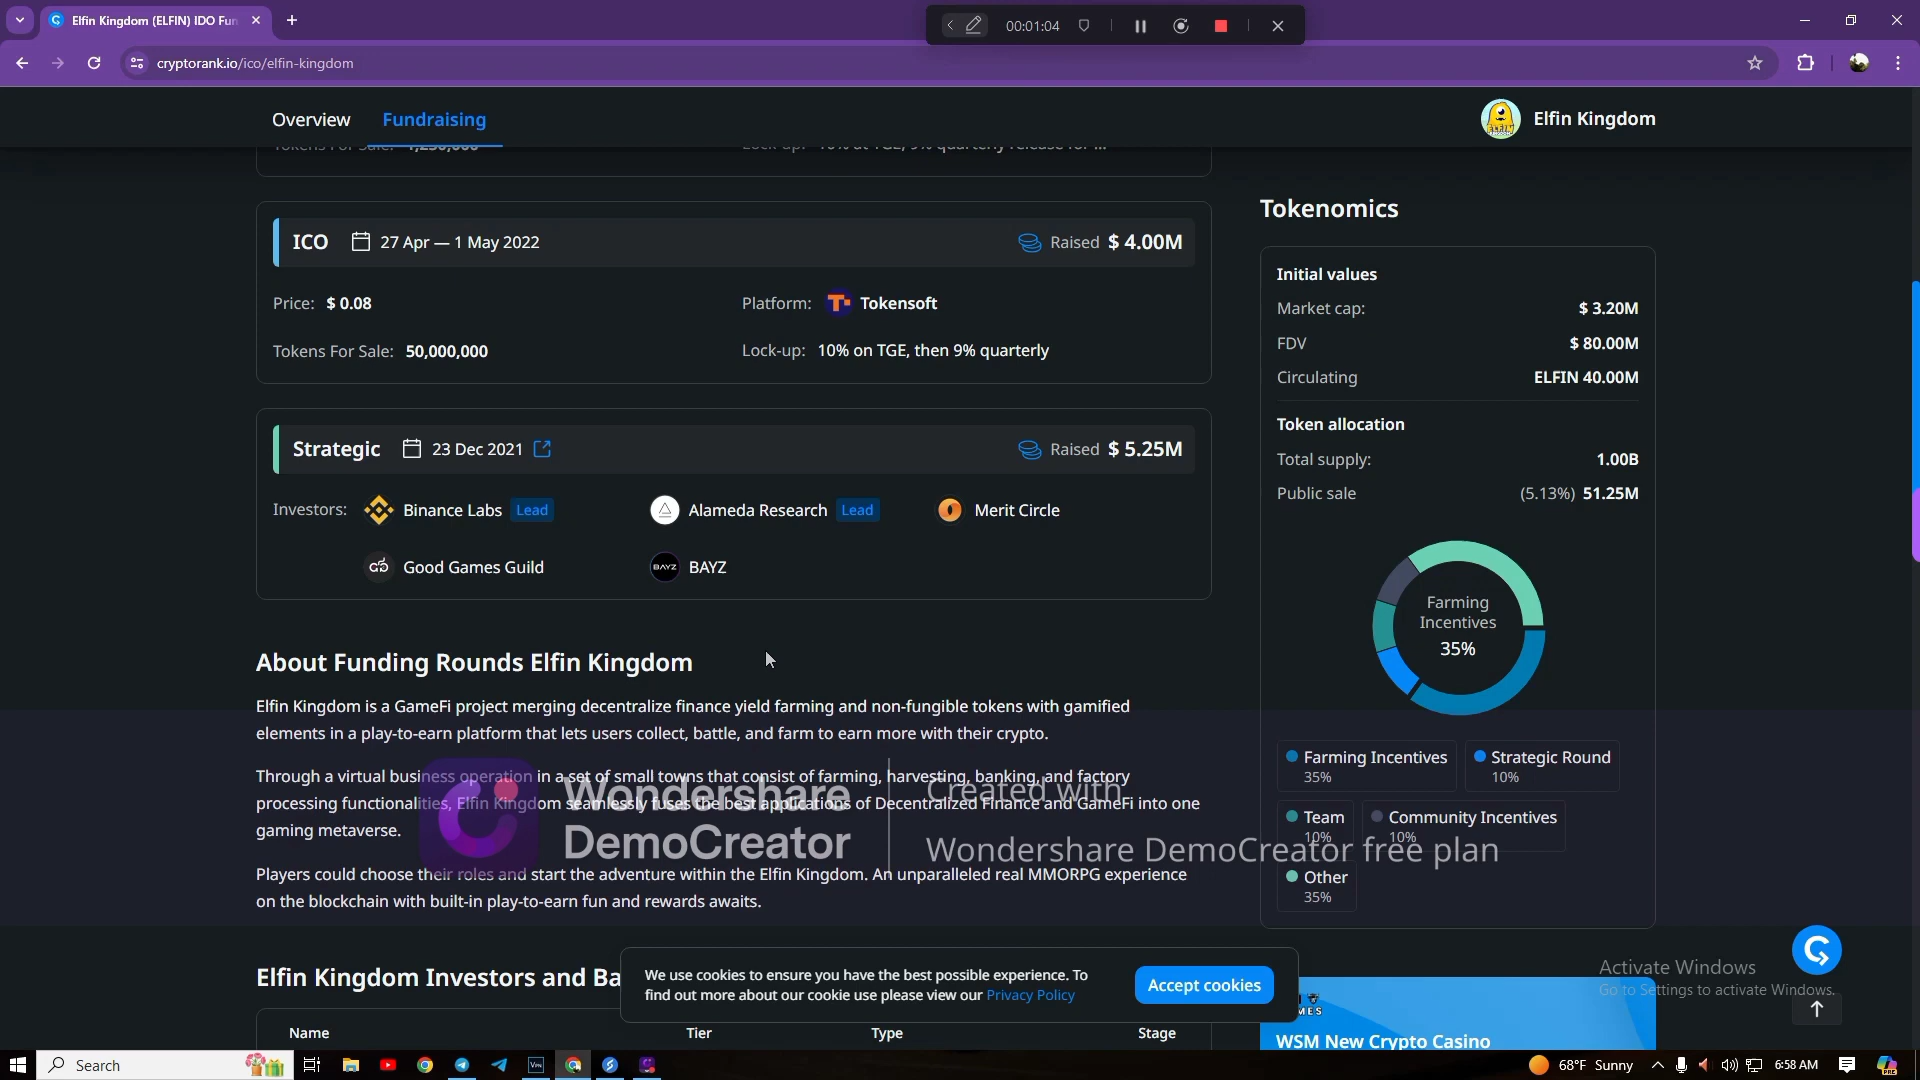 Elfin Kingdom (ELFIN) IDO Fun
00:01:04
cryptorank.io/ico/elfin-kingdom
Overview
Fundraising
Elfin Kingdom
Tokens For Sale: 1,250,000
ICO 27 Apr — 1 May 2022 Raised $ 4.00M
Price: $ 0.08 Platform: Tokensoft
Tokens For Sale: 50,000,000 Lock-up: 10% on TGE, then 9% quarterly
Strategic 23 Dec 2021 Raised $ 5.25M
Investors: Binance Labs Lead Alameda Research Lead Merit Circle
Good Games Guild BAYZ BAYZ
About Funding Rounds Elfin Kingdom
Elfin Kingdom is a GameFi project merging decentralize finance yield farming and non-fungible tokens with gamified
elements in a play-to-earn platform that lets users collect, battle, and farm to earn more with their crypto.
Through a virtual business operation in a set of small towns that consist of farming, harvesting, banking, and factory
processing functionalities, Elfin Kingdom seamlessly fuses the best applications of Decentralized Finance and GameFi into one
gaming metaverse.
Players could choose their roles and start the adventure within the Elfin Kingdom. An unparalleled real MMORPG experience
on the blockchain with built-in play-to-earn fun and rewards awaits.
Wondershare
DemoCreator
Created with
Wondershare DemoCreator free plan
Elfin Kingdom Investors and Ba
Name Tier Type Stage
Tokenomics
Initial values
Market cap: $ 3.20M
FDV $ 80.00M
Circulating ELFIN 40.00M
Token allocation
Total supply: 1.00B
Public sale (5.13%) 51.25M
Farming
Incentives
35%
Farming Incentives
35%
Strategic Round
10%
Team
10%
Community Incentives
10%
Other
35%
We use cookies to ensure you have the best possible experience. To
find out more about our cookie use please view our Privacy Policy
Accept cookies
MES
WSM New Crypto Casino
Activate Windows
Go to Settings to activate Windows.
Search
68°F Sunny
6:58 AM